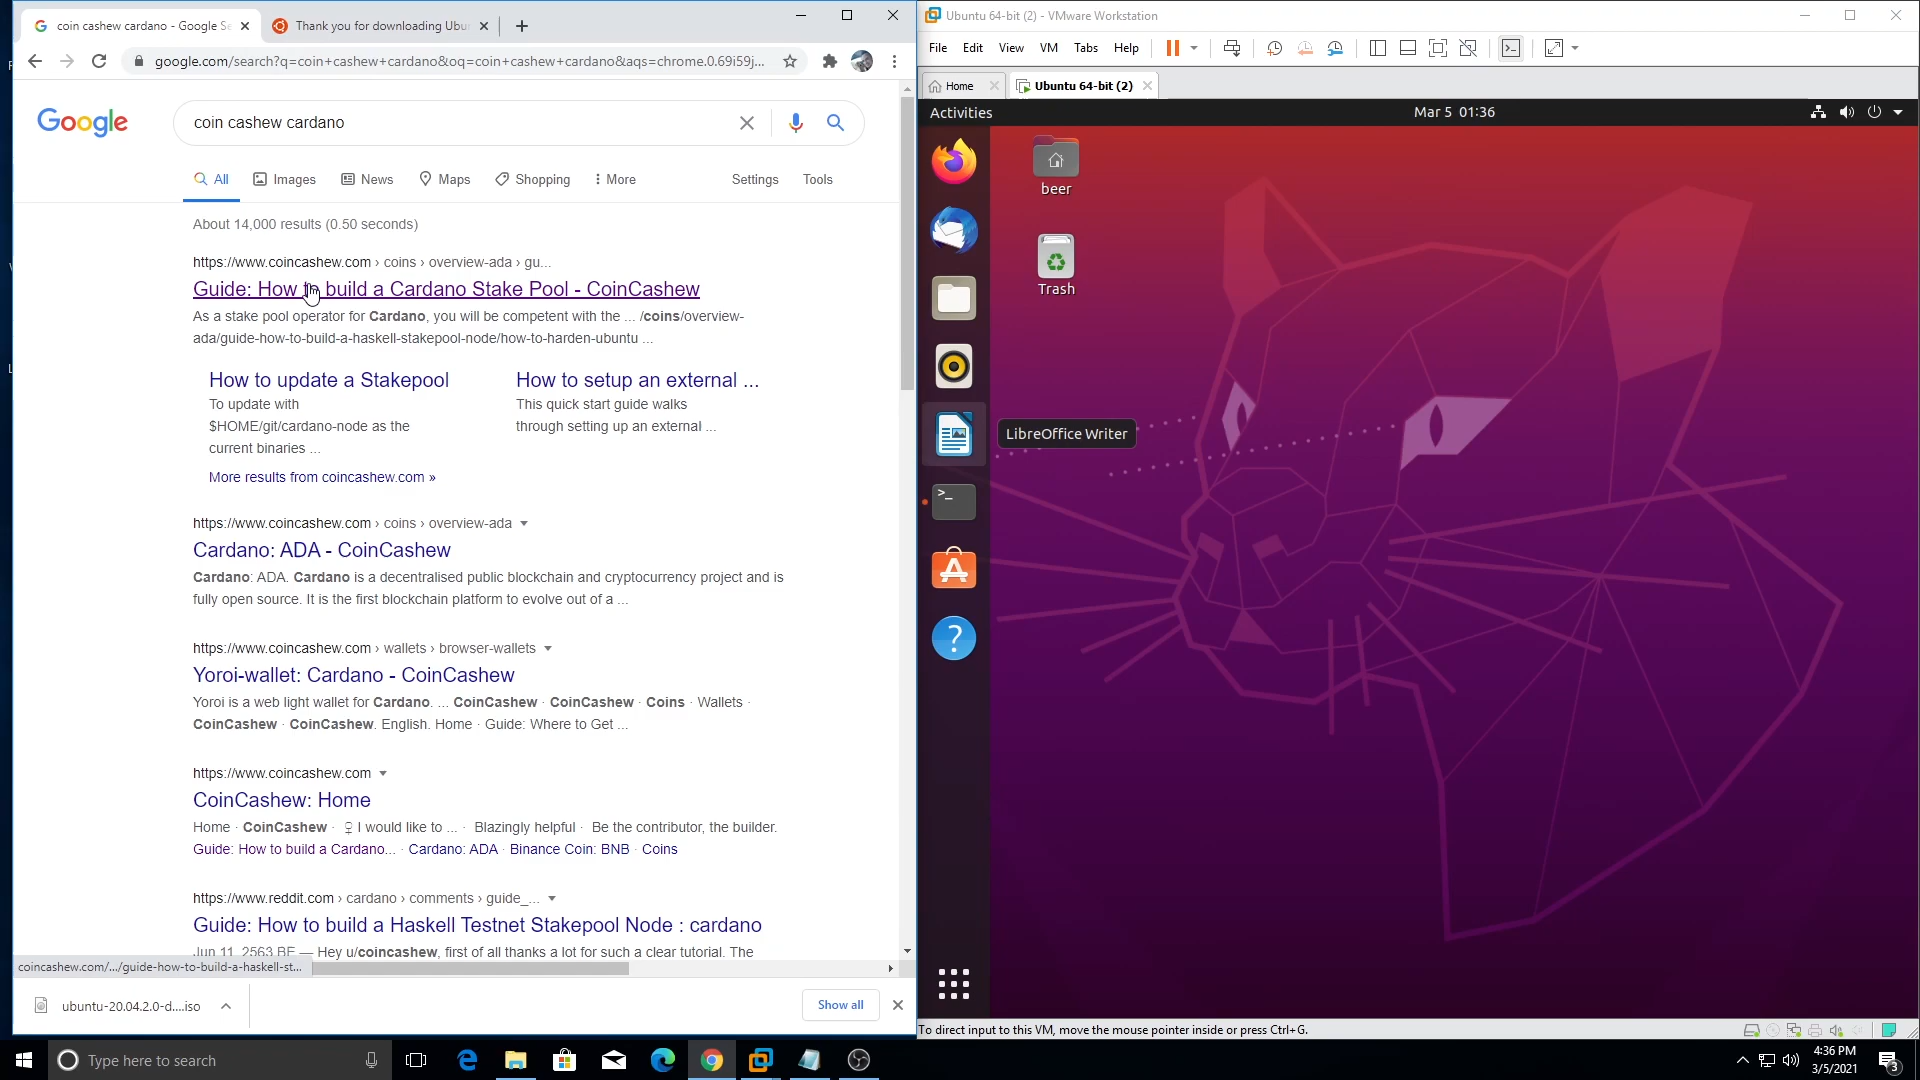 coin cashew cardano - Google Se
Thank you for downloading Ubu
google.com/search?q=coin+cashew+cardano&oq=coin+cashew+cardano&aqs=chrome.0.69i59j...
Google
coin cashew cardano
All
Images
News
Maps
Shopping
More
Settings
Tools
About 14,000 results (0.50 seconds)
https://www.coincashew.com › coins › overview-ada › gu...
Guide: How to build a Cardano Stake Pool - CoinCashew
As a stake pool operator for Cardano, you will be competent with the ... /coins/overview-
ada/guide-how-to-build-a-haskell-stakepool-node/how-to-harden-ubuntu ...
How to update a Stakepool
To update with
$HOME/git/cardano-node as the
current binaries ...
How to setup an external ...
This quick start guide walks
through setting up an external ...
More results from coincashew.com »
https://www.coincashew.com › coins › overview-ada
Cardano: ADA - CoinCashew
Cardano: ADA. Cardano is a decentralised public blockchain and cryptocurrency project and is
fully open source. It is the first blockchain platform to evolve out of a ...
https://www.coincashew.com › wallets › browser-wallets
Yoroi-wallet: Cardano - CoinCashew
Yoroi is a web light wallet for Cardano. ... CoinCashew · CoinCashew · Coins · Wallets ·
CoinCashew · CoinCashew. English. Home · Guide: Where to Get ...
https://www.coincashew.com
CoinCashew: Home
Home · CoinCashew · ♀ I would like to ... · Blazingly helpful · Be the contributor, the builder.
Guide: How to build a Cardano... · Cardano: ADA · Binance Coin: BNB · Coins
https://www.reddit.com › cardano › comments › guide_...
Guide: How to build a Haskell Testnet Stakepool Node : cardano
Jun 11, 2563 BE — Hey u/coincashew, first of all thanks a lot for such a clear tutorial. The
coincashew.com/.../guide-how-to-build-a-haskell-st...
ubuntu-20.04.2.0-d....iso
Show all
Ubuntu 64-bit (2) - VMware Workstation
File
Edit
View
VM
Tabs
Help
Home
Ubuntu 64-bit (2)
Activities
Mar 5 01:36
beer
Trash
LibreOffice Writer
To direct input to this VM, move the mouse pointer inside or press Ctrl+G.
Type here to search
4:36 PM
3/5/2021
3